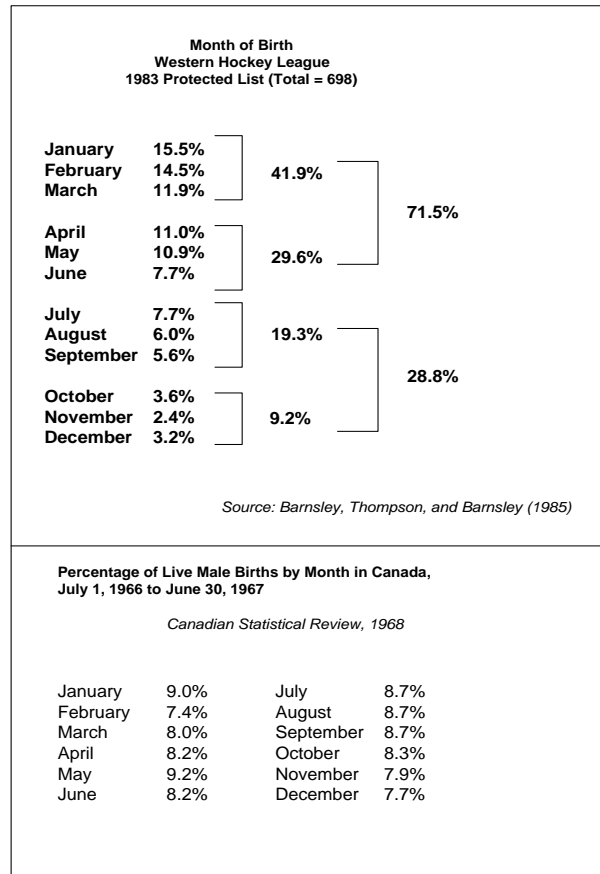 Month of Birth
Western Hockey League
1983 Protected List (Total = 698)
January 15.5%
February 14.5%
March 11.9%
41.9%
April 11.0%
May 10.9%
June 7.7%
29.6%
71.5%
July 7.7%
August 6.0%
September 5.6%
19.3%
October 3.6%
November 2.4%
December 3.2%
9.2%
28.8%
Source: Barnsley, Thompson, and Barnsley (1985)
Percentage of Live Male Births by Month in Canada,
July 1, 1966 to June 30, 1967
Canadian Statistical Review, 1968
January 9.0% July 8.7%
February 7.4% August 8.7%
March 8.0% September 8.7%
April 8.2% October 8.3%
May 9.2% November 7.9%
June 8.2% December 7.7%